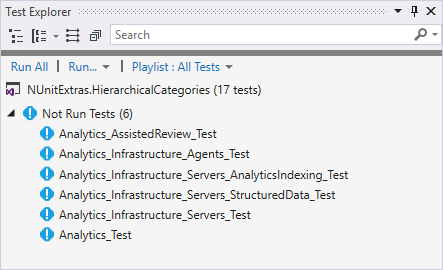 Test Explorer
Search
Run All | Run... | Playlist : All Tests
NUnitExtras.HierarchicalCategories (17 tests)
Not Run Tests (6)
Analytics_AssistedReview_Test
Analytics_Infrastructure_Agents_Test
Analytics_Infrastructure_Servers_AnalyticsIndexing_Test
Analytics_Infrastructure_Servers_StructuredData_Test
Analytics_Infrastructure_Servers_Test
Analytics_Test